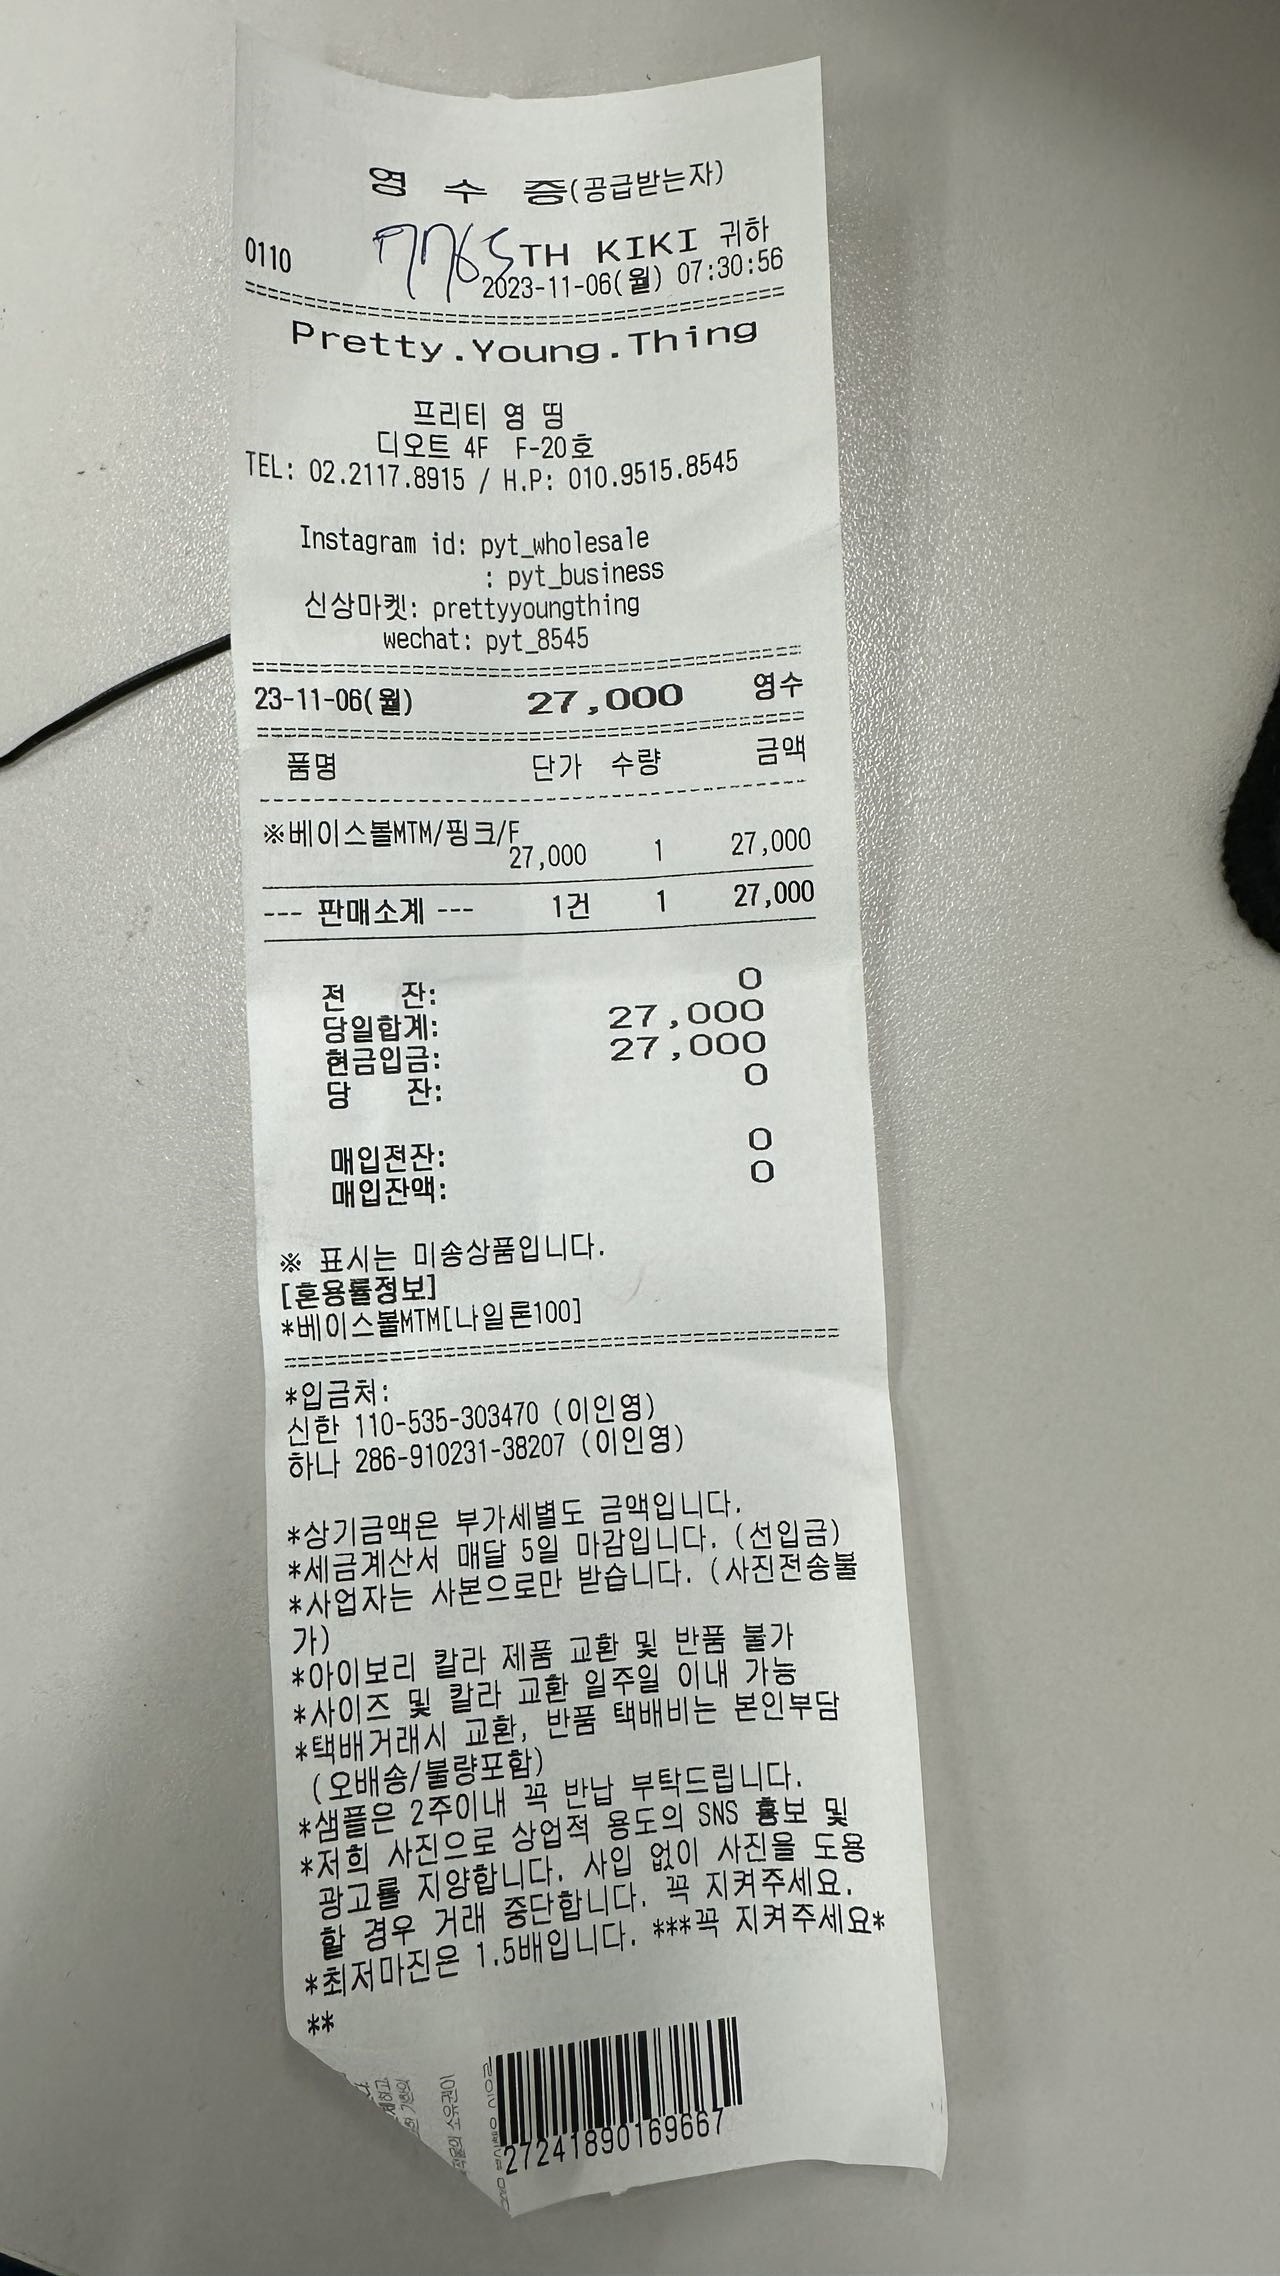 영 수 증(공급받는자)
0110 7765 TH KIKI 귀하
2023-11-06(월) 07:30:56
Pretty.Young.Thing
프리티 영 띵
디오트 4F F-20호
TEL: 02.2117.8915 / H.P: 010.9515.8545
Instagram id: pyt_wholesale
: pyt_business
신상마켓: prettyyoungthing
wechat: pyt_8545
23-11-06(월) 27,000 영수
품명 단가 수량 금액
※베이스볼MTM/핑크/F
27,000 1 27,000
--- 판매소계 --- 1건 1 27,000
전 잔: 0
당일합계: 27,000
현금입금: 27,000
당 잔: 0
매입전잔: 0
매입잔액: 0
※ 표시는 미송상품입니다.
[혼용률정보]
*베이스볼MTM[나일론100]
*입금처:
신한 110-535-303470 (이인영)
하나 286-910231-38207 (이인영)
*상기금액은 부가세별도 금액입니다.
*세금계산서 매달 5일 마감입니다. (선입금)
*사업자는 사본으로만 받습니다. (사진전송불
가)
*아이보리 칼라 제품 교환 및 반품 불가
*사이즈 및 칼라 교환 일주일 이내 가능
*택배거래시 교환, 반품 택배비는 본인부담
(오배송/불량포함)
*샘플은 2주이내 꼭 반납 부탁드립니다.
*저희 사진으로 상업적 용도의 SNS 홍보 및
광고를 지양합니다. 사입 없이 사진을 도용
할 경우 거래 중단합니다. 꼭 지켜주세요.
*최저마진은 1.5배입니다. ***꼭 지켜주세요*
**
27241890169667